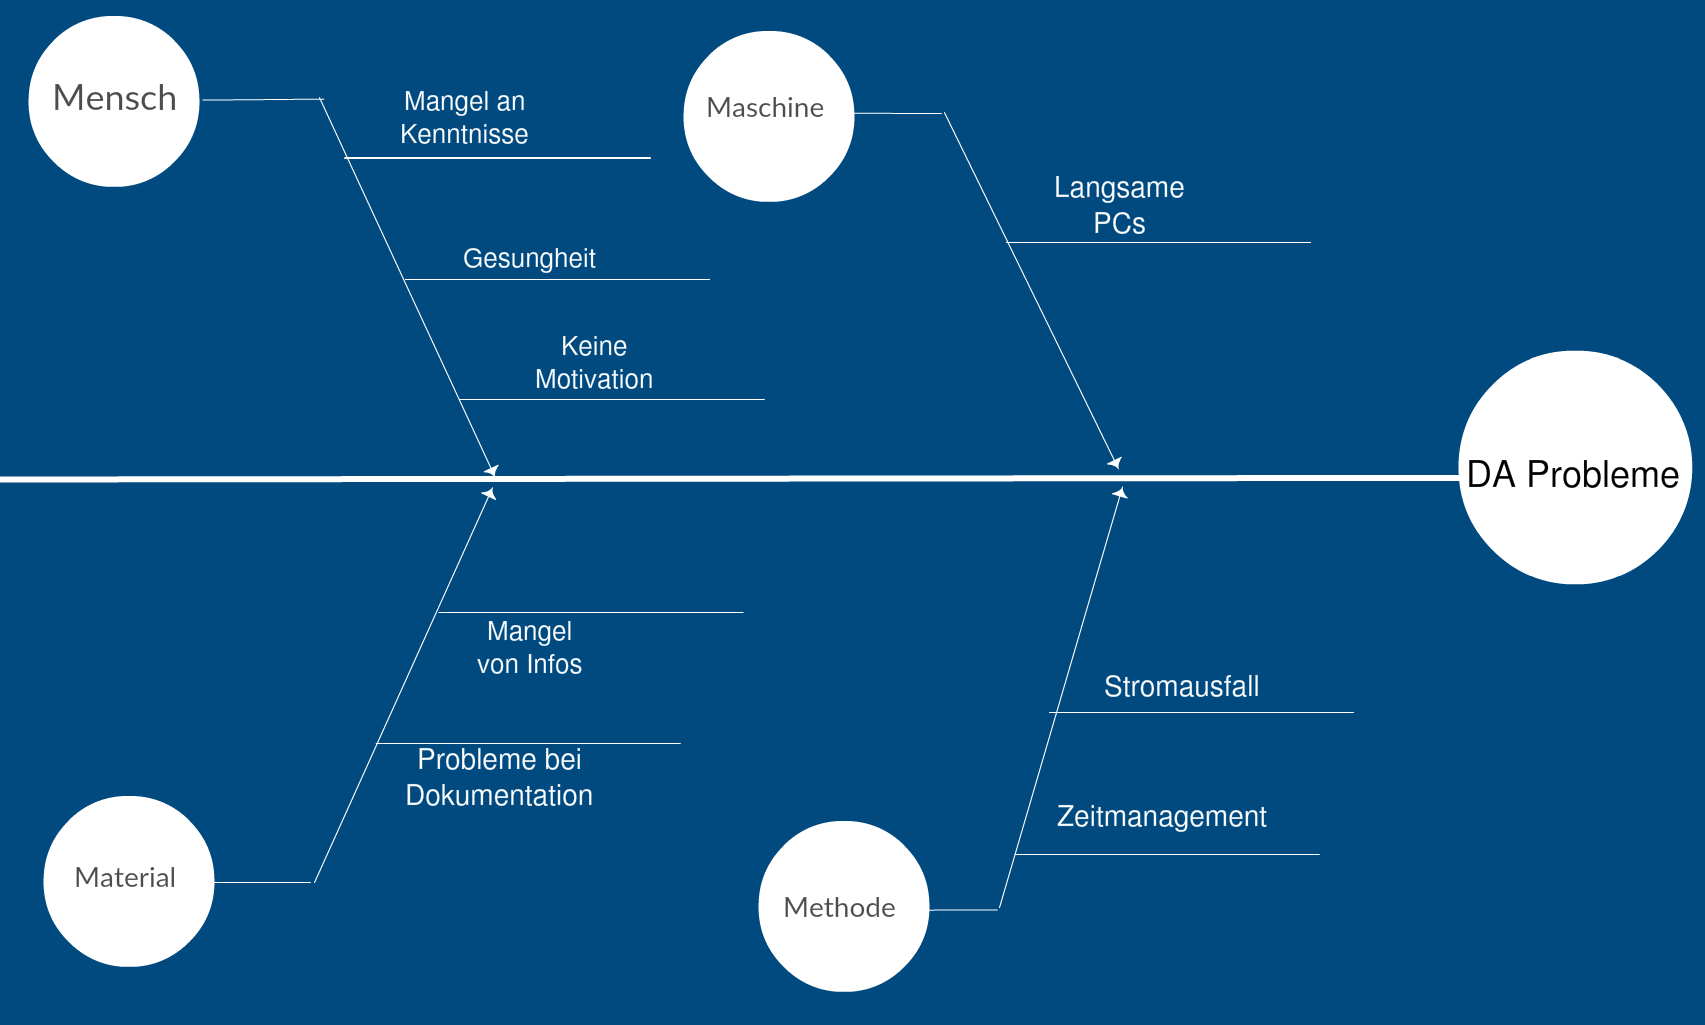 Mensch
Mangel an
Kenntnisse
Gesungheit
Keine
Motivation
Maschine
Langsame
PCs
DA Probleme
Mangel
von Infos
Probleme bei
Dokumentation
Material
Stromausfall
Zeitmanagement
Methode